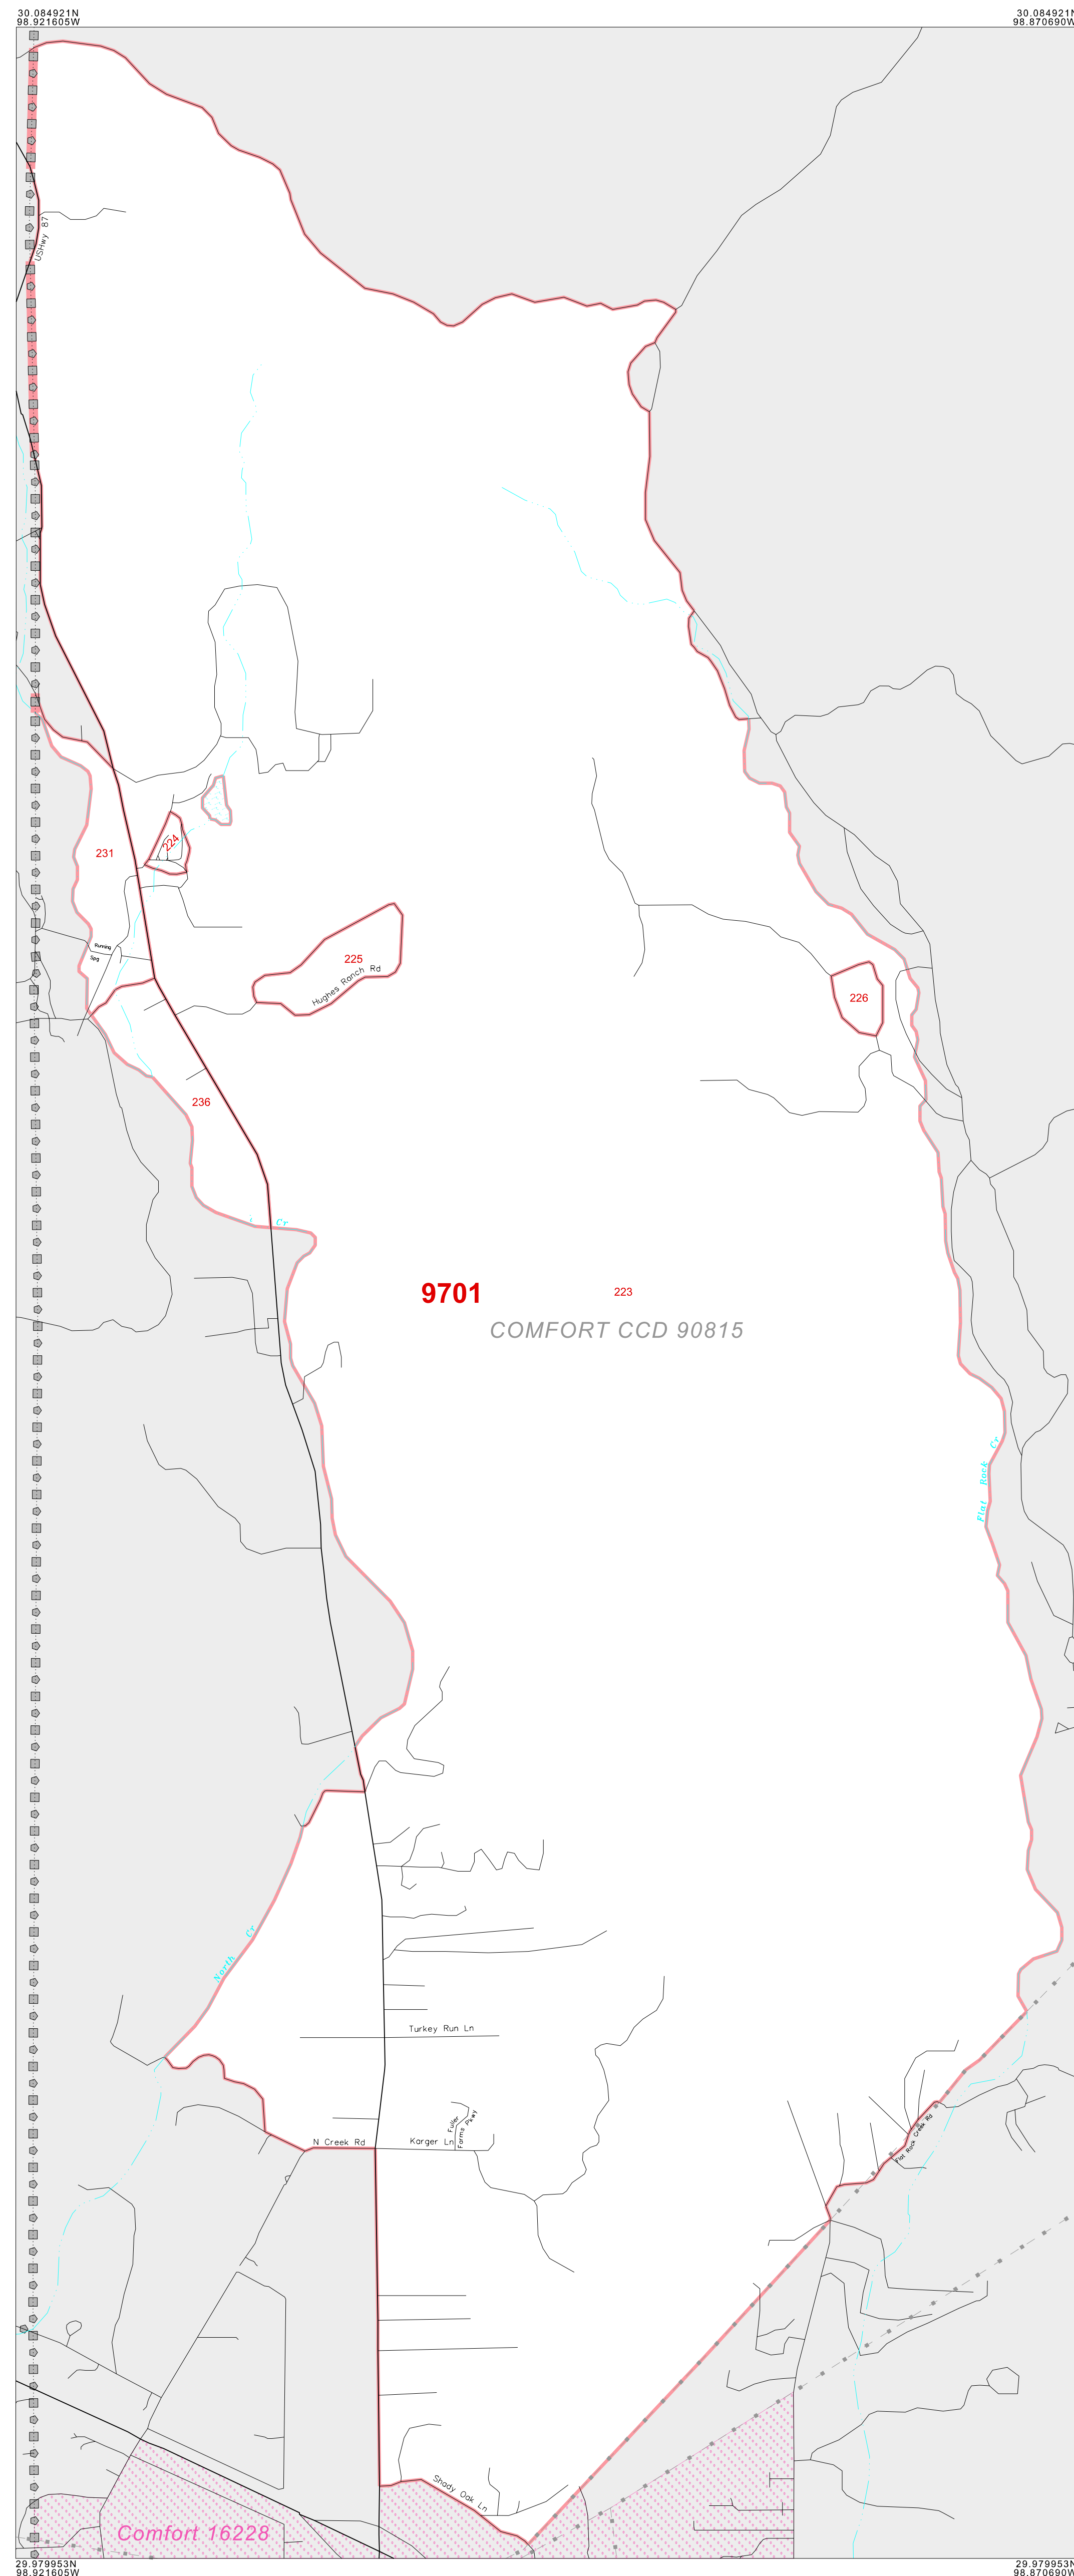 30.084921N
98.921605W
30.084921N
98.870690W
USHwy 87
224
231
Running
Spg
225
Hughes Ranch Rd
226
236
Cr
9701
223
COMFORT CCD 90815
Flat Rock Cr
North Cr
Turkey Run Ln
Fuller
Farms Pkwy
N Creek Rd
Karger Ln
Flat Rock Creek Rd
Shady Oak Ln
Comfort 16228
29.979953N
98.921605W
29.979953N
98.870690W